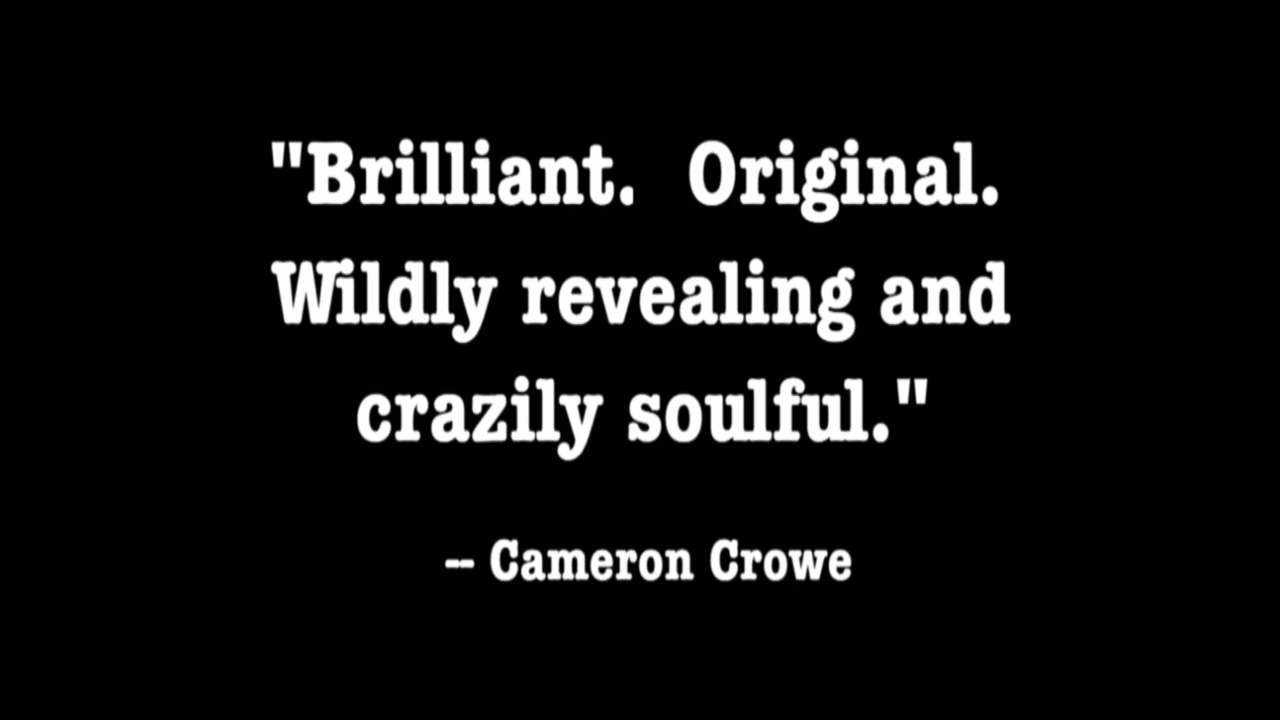 "Brilliant.  Original.
Wildly revealing and
crazily soulful."
-- Cameron Crowe